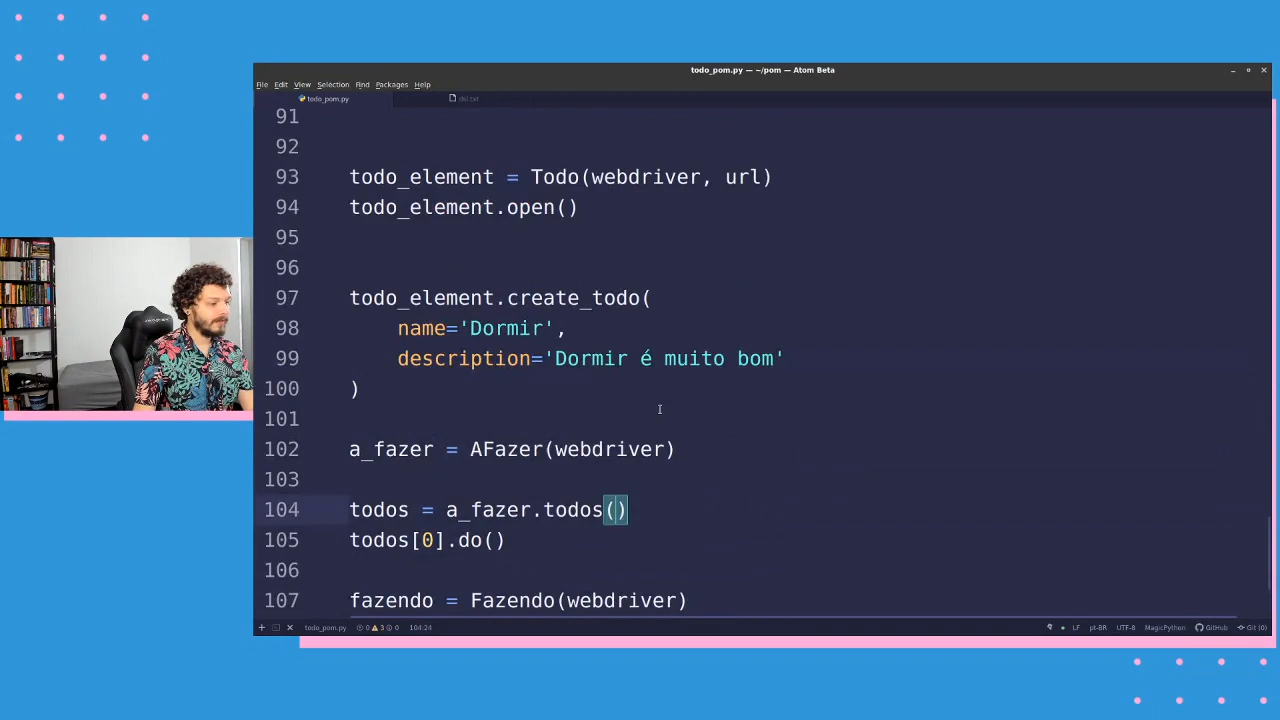 todo_pom.py — ~/pom — Atom Beta
File Edit View Selection Find Packages Help
todo_pom.py
91
92
93 todo_element = Todo(webdriver, url)
94 todo_element.open()
95
96
97 todo_element.create_todo(
98 name='Dormir',
99 description='Dormir é muito bom'
100 )
101
102 a_fazer = AFazer(webdriver)
103
104 todos = a_fazer.todos()
105 todos[0].do()
106
107 fazendo = Fazendo(webdriver)
todo_pom.py 0 3 0 104:24 LF pt-BR UTF-8 MagicPython GitHub Git (0)